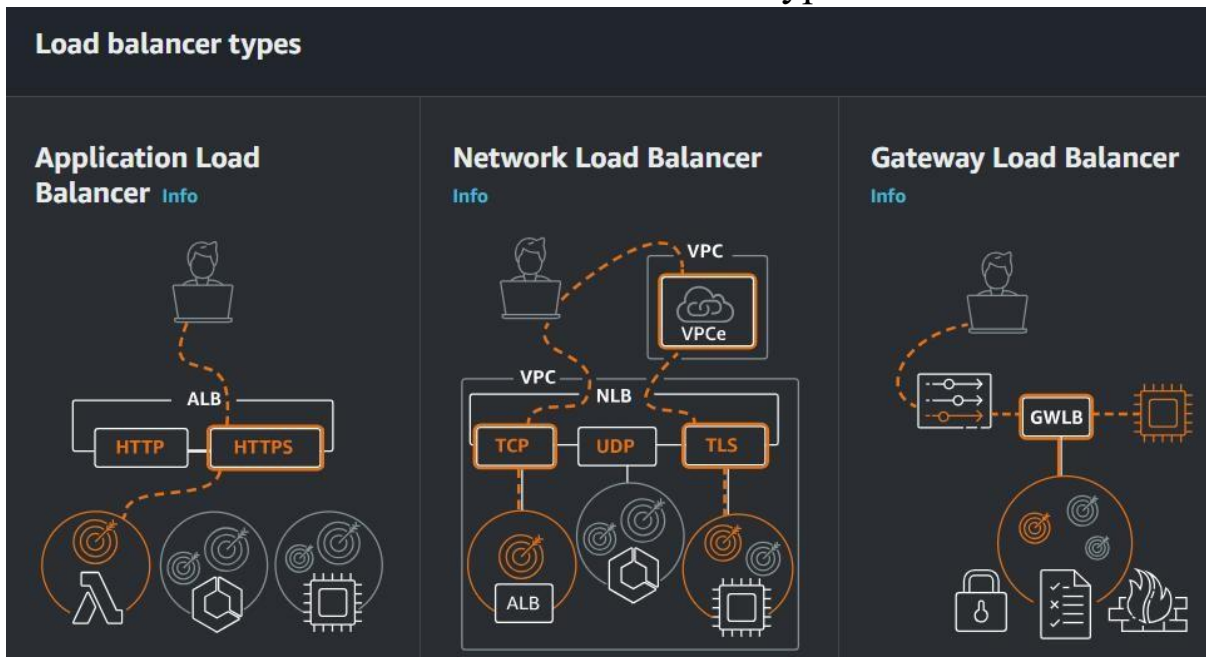 Load balancer types
Application Load
Balancer Info
Network Load Balancer
Info
Gateway Load Balancer
Info
ALB
HTTP
HTTPS
VPC
VPCe
VPC
NLB
TCP
UDP
TLS
ALB
GWLB